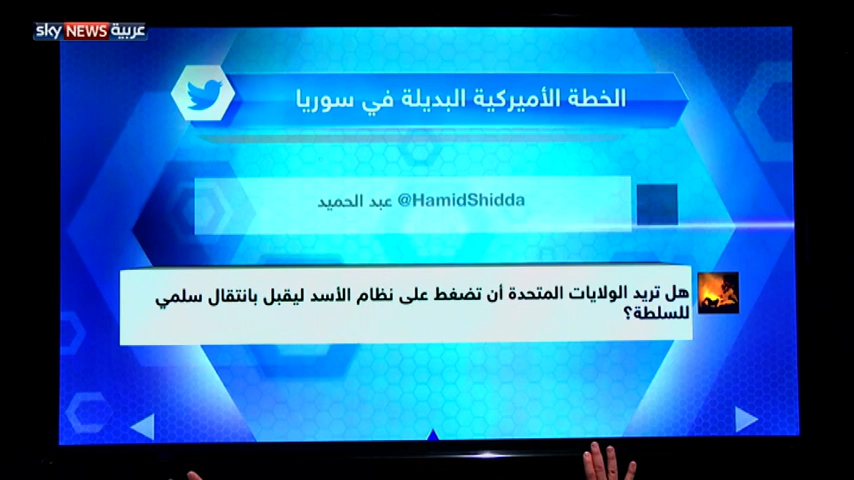 sky NEWS عربية
الخطة الأميركية البديلة في سوريا
@HamidShidda عبد الحميد
هل تريد الولايات المتحدة أن تضغط على نظام الأسد ليقبل بانتقال سلمي
للسلطة؟